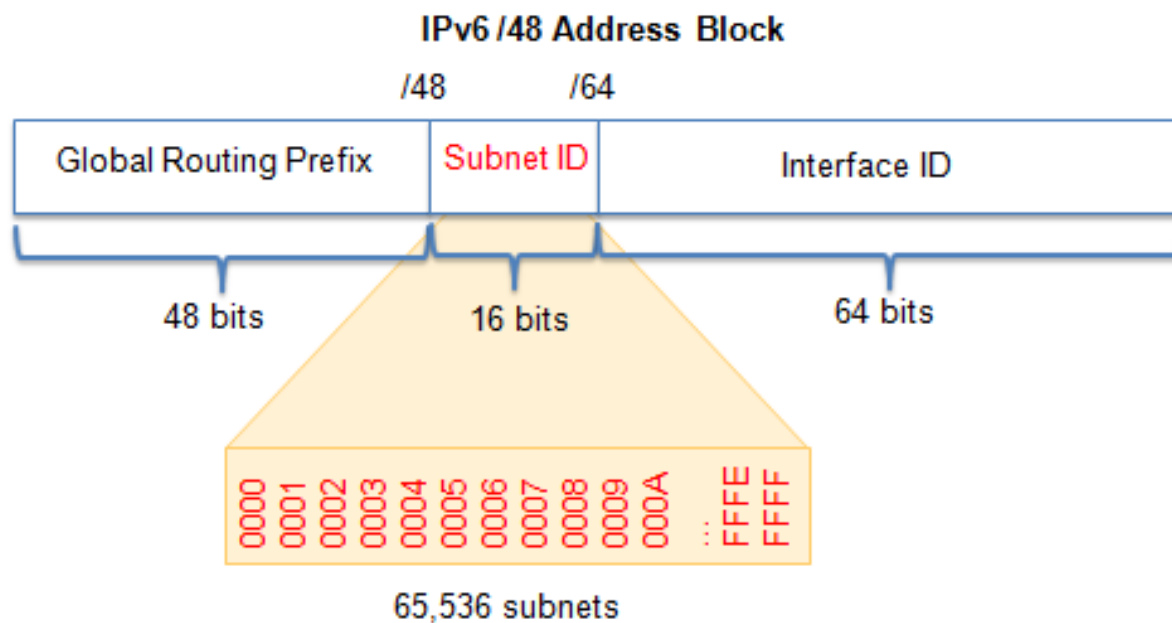 IPv6 /48 Address Block
/48 /64
Global Routing Prefix Subnet ID Interface ID
48 bits 16 bits 64 bits
0000
0001
0002
0003
0004
0005
0006
0007
0008
0009
000A
...
FFFE
FFFF
65,536 subnets